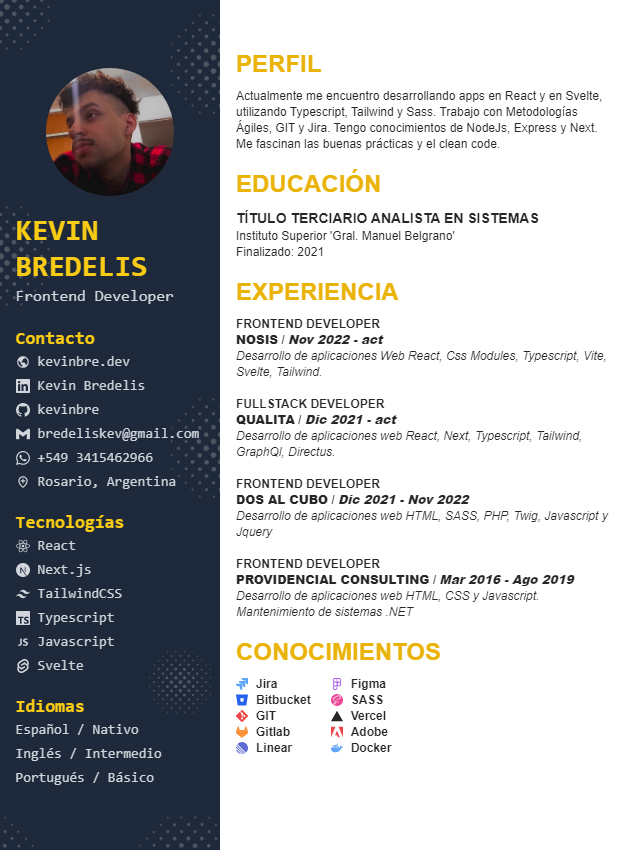 KEVIN
BREDELIS
Frontend Developer
Contacto
kevinbre.dev
Kevin Bredelis
kevinbre
bredeliskev@gmail.com
+549 3415462966
Rosario, Argentina
Tecnologías
React
Next.js
TailwindCSS
TS Typescript
JS Javascript
Svelte
Idiomas
Español / Nativo
Inglés / Intermedio
Portugués / Básico
PERFIL
Actualmente me encuentro desarrollando apps en React y en Svelte,
utilizando Typescript, Tailwind y Sass. Trabajo con Metodologías
Ágiles, GIT y Jira. Tengo conocimientos de NodeJs, Express y Next.
Me fascinan las buenas prácticas y el clean code.
EDUCACIÓN
TÍTULO TERCIARIO ANALISTA EN SISTEMAS
Instituto Superior 'Gral. Manuel Belgrano'
Finalizado: 2021
EXPERIENCIA
FRONTEND DEVELOPER
NOSIS / Nov 2022 - act
Desarrollo de aplicaciones Web React, Css Modules, Typescript, Vite,
Svelte, Tailwind.
FULLSTACK DEVELOPER
QUALITA / Dic 2021 - act
Desarrollo de aplicaciones web React, Next, Typescript, Tailwind,
GraphQl, Directus.
FRONTEND DEVELOPER
DOS AL CUBO / Dic 2021 - Nov 2022
Desarrollo de aplicaciones web HTML, SASS, PHP, Twig, Javascript y
Jquery
FRONTEND DEVELOPER
PROVIDENCIAL CONSULTING / Mar 2016 - Ago 2019
Desarrollo de aplicaciones web HTML, CSS y Javascript.
Mantenimiento de sistemas .NET
CONOCIMIENTOS
Jira
Bitbucket
GIT
Gitlab
Linear
Figma
SASS
Vercel
Adobe
Docker